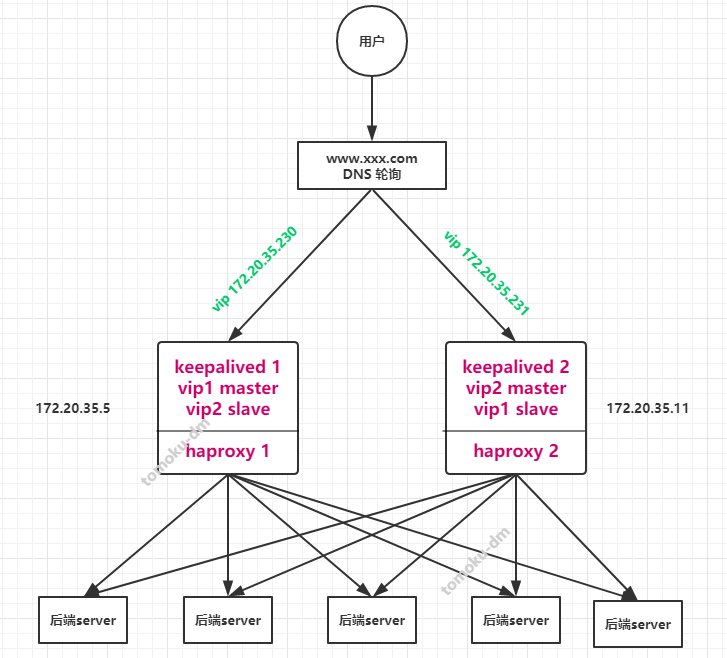 用户
www.xxx.com
DNS 轮询
vip 172.20.35.230
vip 172.20.35.231
keepalived 1
vip1 master
vip2 slave
haproxy 1
keepalived 2
vip2 master
vip1 slave
haproxy 2
172.20.35.5
172.20.35.11
tomoku-dm
tomoku-dm
后端server
后端server
后端server
后端server
后端server